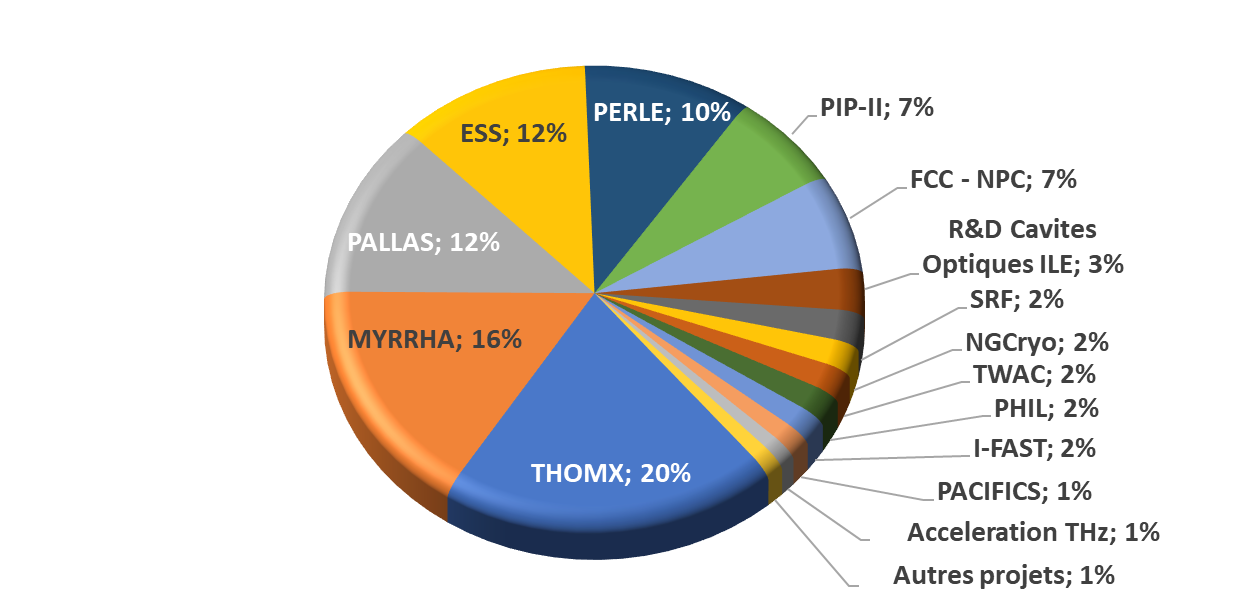 PERLE; 10%
PIP-II; 7%
FCC - NPC; 7%
R&D Cavites
Optiques ILE; 3%
SRF; 2%
NGCryo; 2%
TWAC; 2%
PHIL; 2%
I-FAST; 2%
PACIFICS; 1%
Acceleration THz; 1%
Autres projets; 1%
THOMX; 20%
MYRRHA; 16%
PALLAS; 12%
ESS; 12%